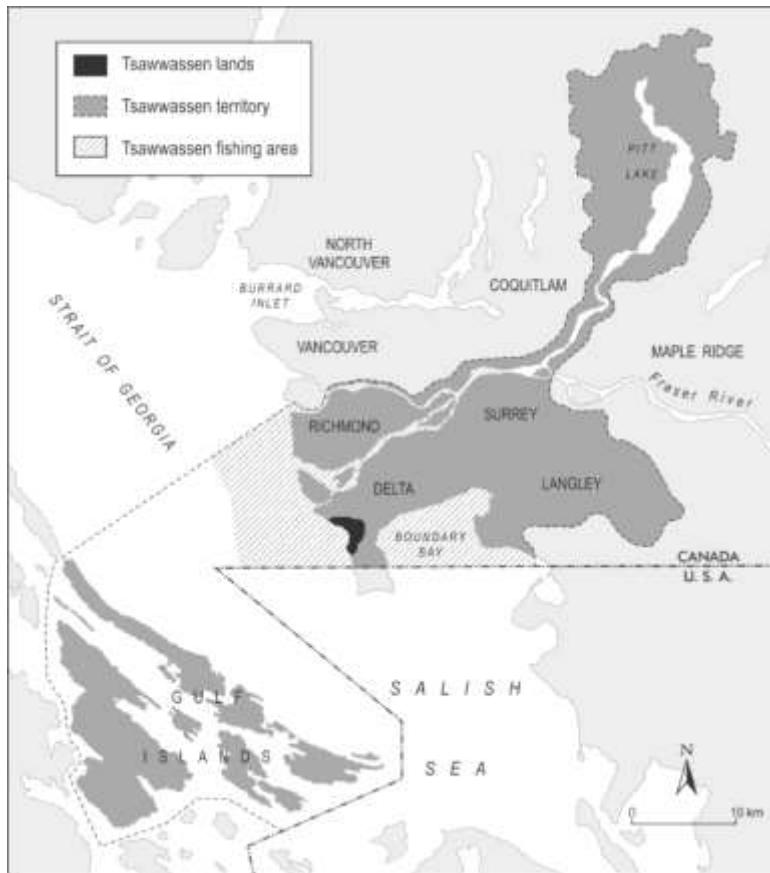 Tsawwassen lands
Tsawwassen territory
Tsawwassen fishing area
PITT
LAKE
NORTH
VANCOUVER
BURRARD
INLET
COQUITLAM
STRAIT OF GEORGIA
VANCOUVER
MAPLE RIDGE
Fraser River
RICHMOND
SURREY
DELTA
LANGLEY
BOUNDARY
BAY
CANADA
U.S.A.
GULF
ISLANDS
SALISH
SEA
N
0 10 km